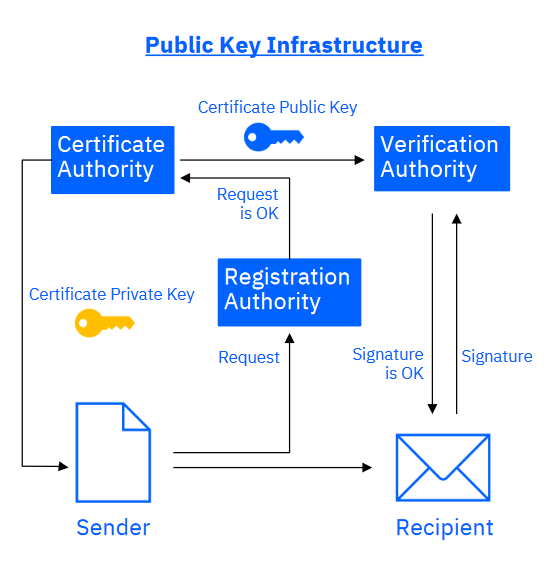 Public Key Infrastructure
Certificate Public Key
Certificate
Authority
Verification
Authority
Request
is OK
Registration
Authority
Certificate Private Key
Request
Signature
is OK
Signature
Sender
Recipient